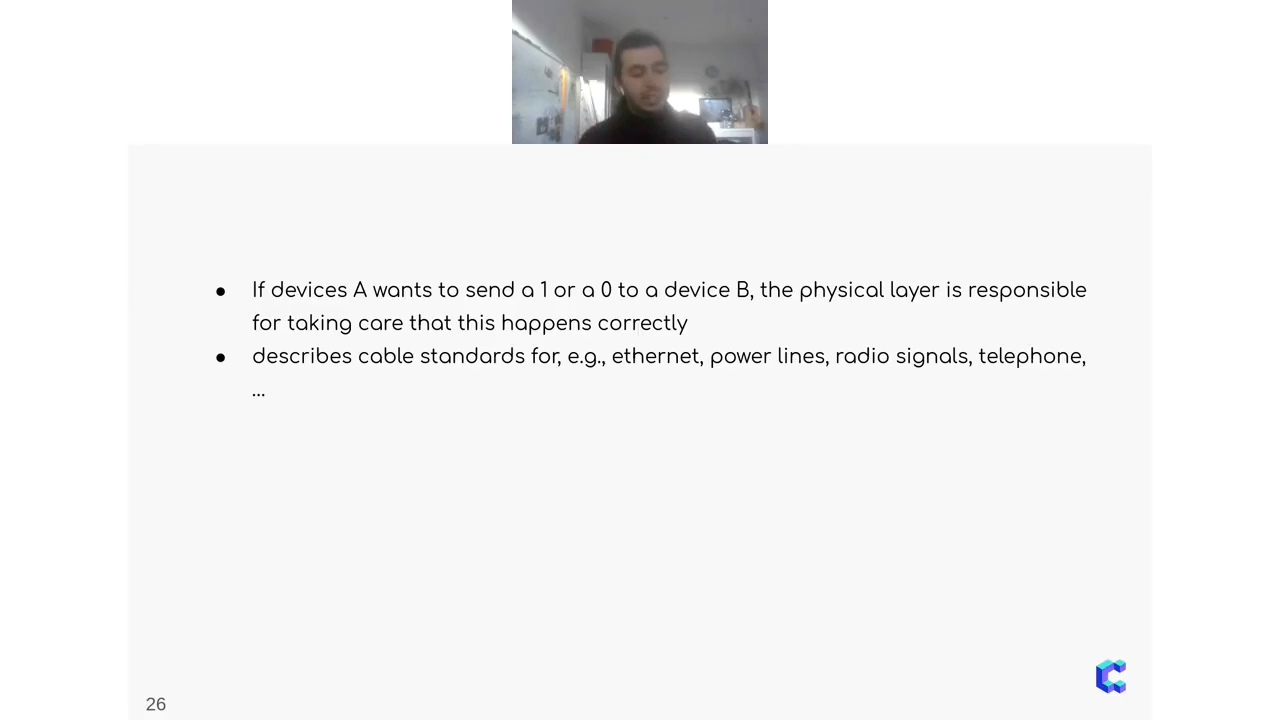 ● If devices A wants to send a 1 or a 0 to a device B, the physical layer is responsible
for taking care that this happens correctly
● describes cable standards for, e.g., ethernet, power lines, radio signals, telephone,
...
26